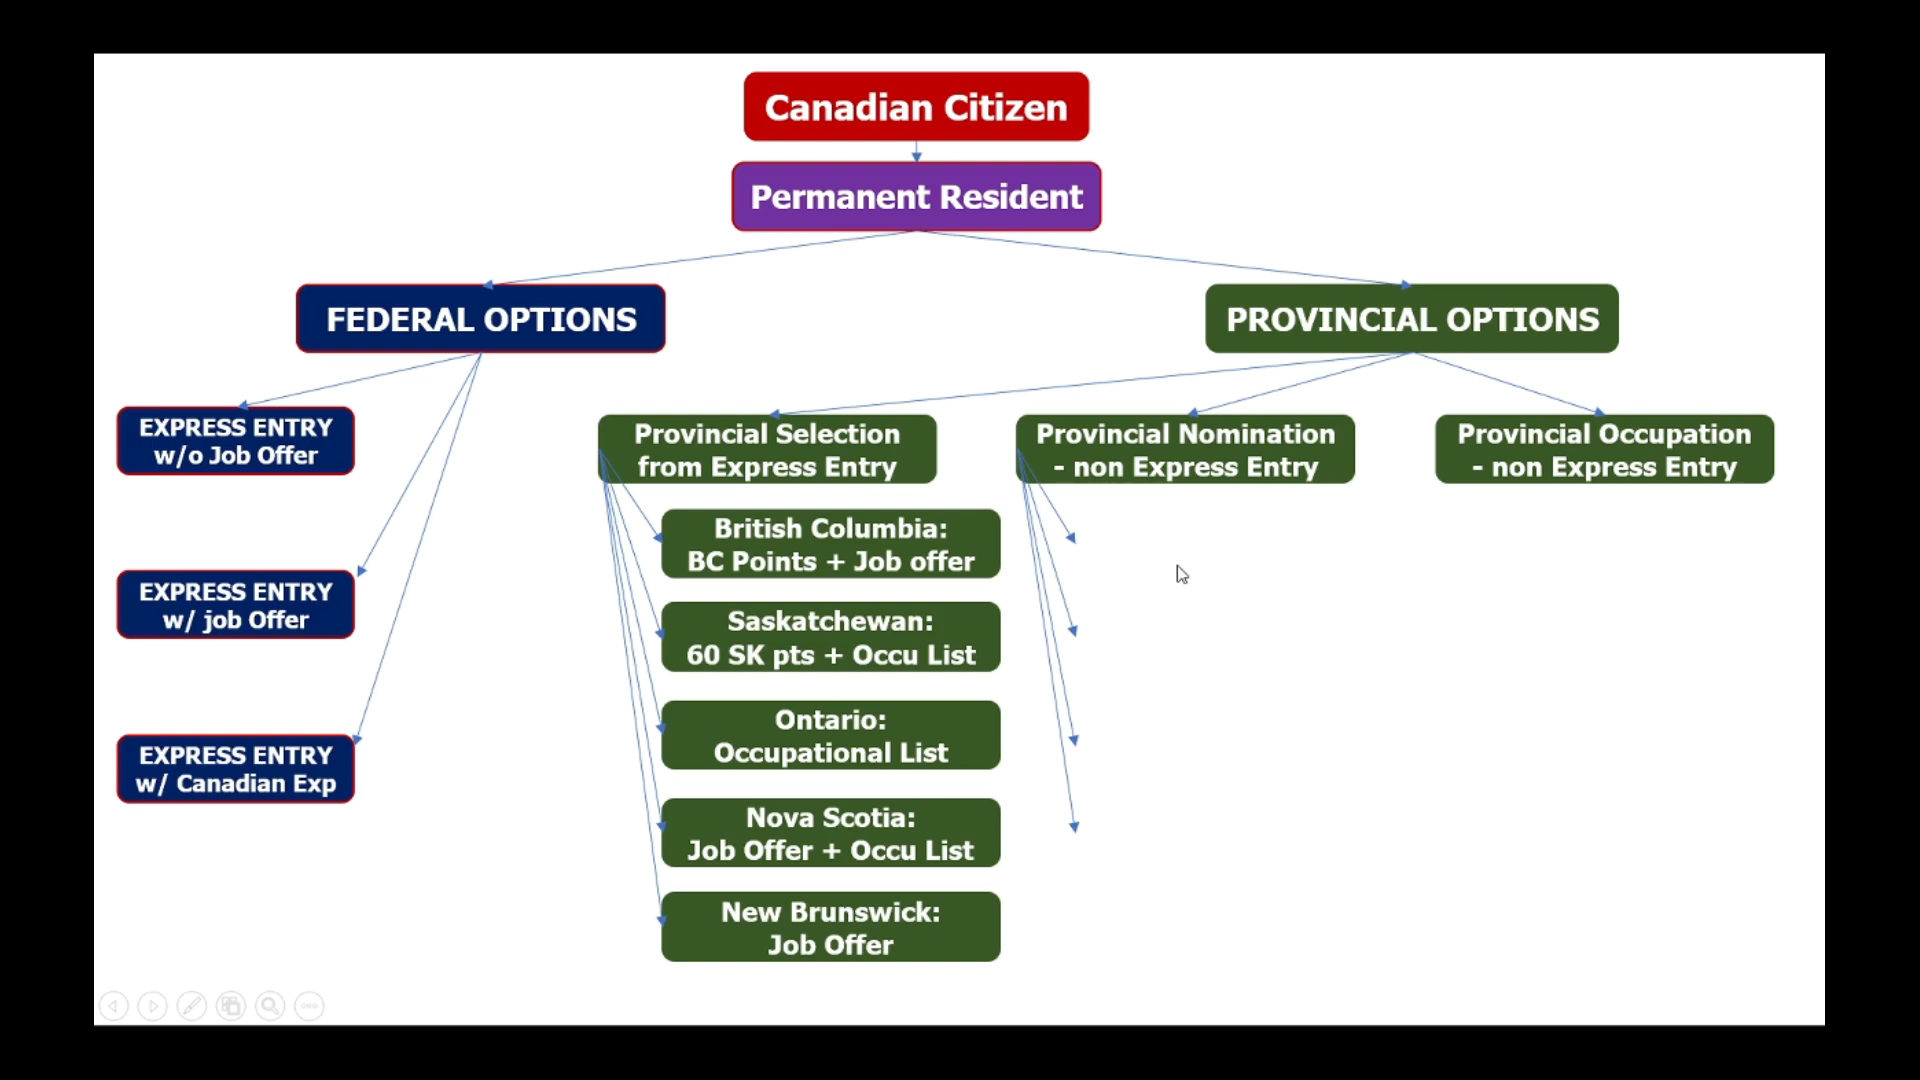 Canadian Citizen
Permanent Resident
FEDERAL OPTIONS
PROVINCIAL OPTIONS
EXPRESS ENTRY
w/o Job Offer
EXPRESS ENTRY
w/ job Offer
EXPRESS ENTRY
w/ Canadian Exp
Provincial Selection
from Express Entry
British Columbia:
BC Points + Job offer
Saskatchewan:
60 SK pts + Occu List
Ontario:
Occupational List
Nova Scotia:
Job Offer + Occu List
New Brunswick:
Job Offer
Provincial Nomination
- non Express Entry
Provincial Occupation
- non Express Entry